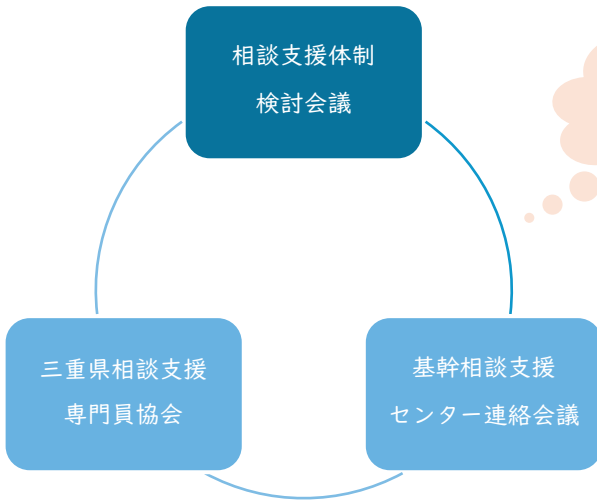 相談支援体制
検討会議
三重県相談支援
専門員協会
基幹相談支援
センター連絡会議